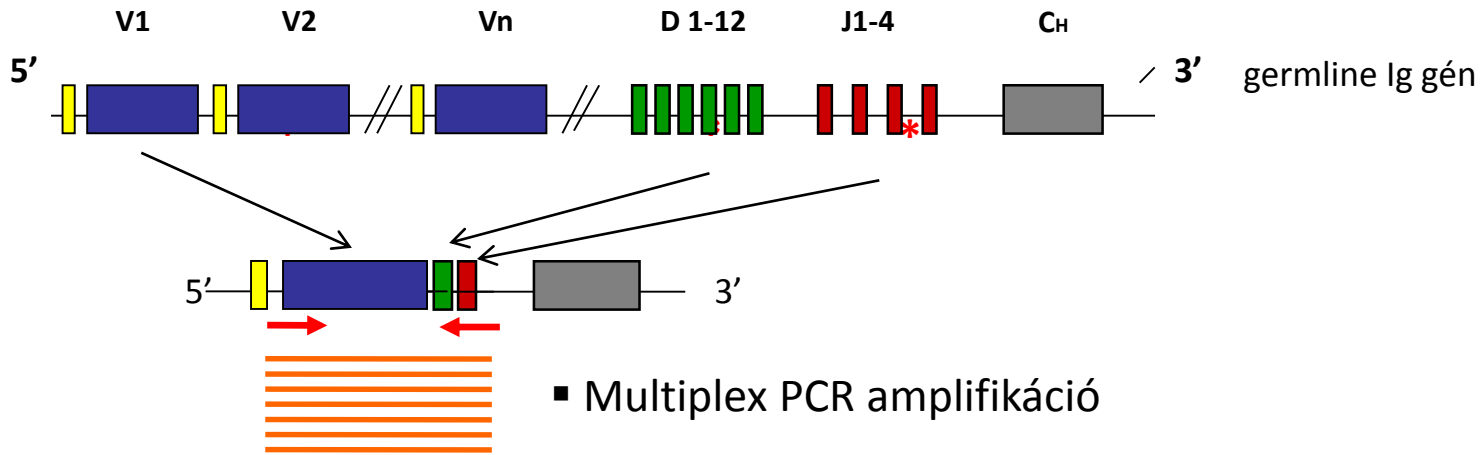 V1 V2 Vn D 1-12 J1-4 CH
5’ 3’ germline Ig gén
* *
5’ 3’
▪ Multiplex PCR amplifikáció